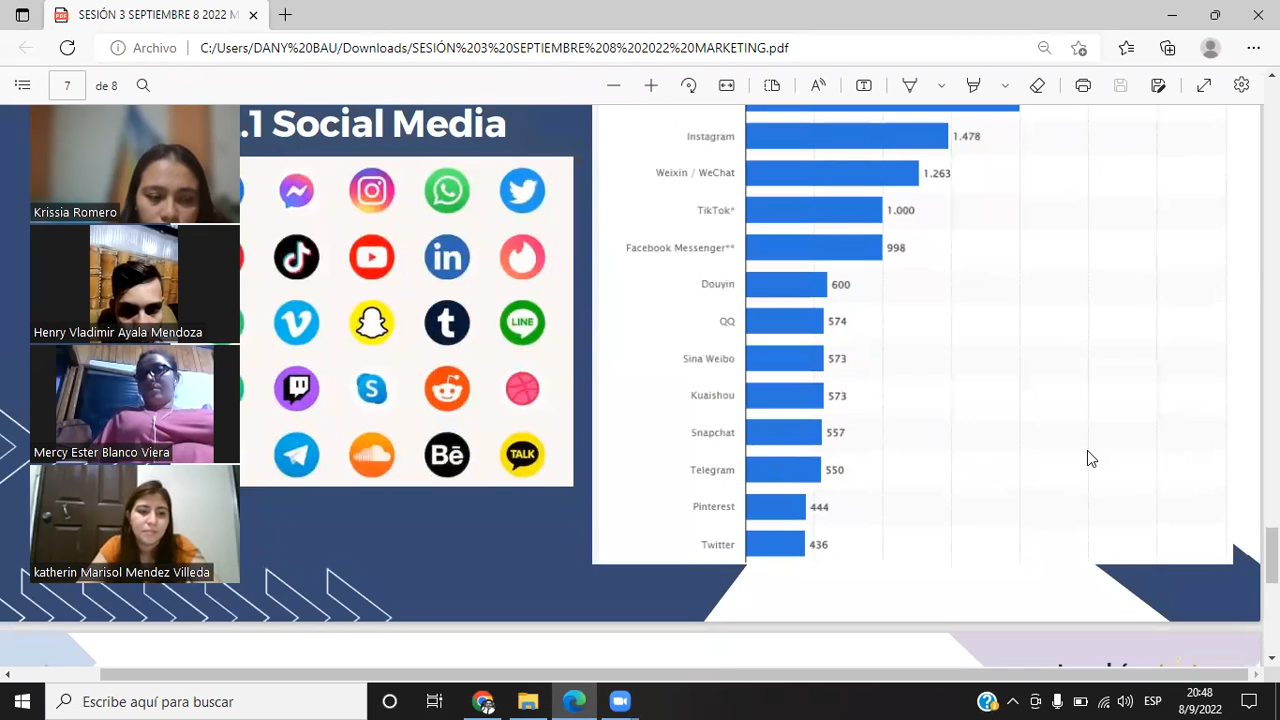 SESIÓN 3 SEPTIEMBRE 8 2022 M
Archivo
C:/Users/DANY%20BAU/Downloads/SESIÓN%203%20SEPTIEMBRE%208%202022%20MARKETING.pdf
7
de 8
.1 Social Media
Krissia Romero
Henry Vladimir Ayala Mendoza
Mercy Ester Blanco Viera
katherin Marisol Mendez Villeda
in
t
LINE
S
Bē
TALK
Instagram 1.478
Weixin / WeChat 1.263
TikTok* 1.000
Facebook Messenger** 998
Douyin 600
QQ 574
Sina Weibo 573
Kuaishou 573
Snapchat 557
Telegram 550
Pinterest 444
Twitter 436
Escribe aquí para buscar
ESP
20:48
8/9/2022